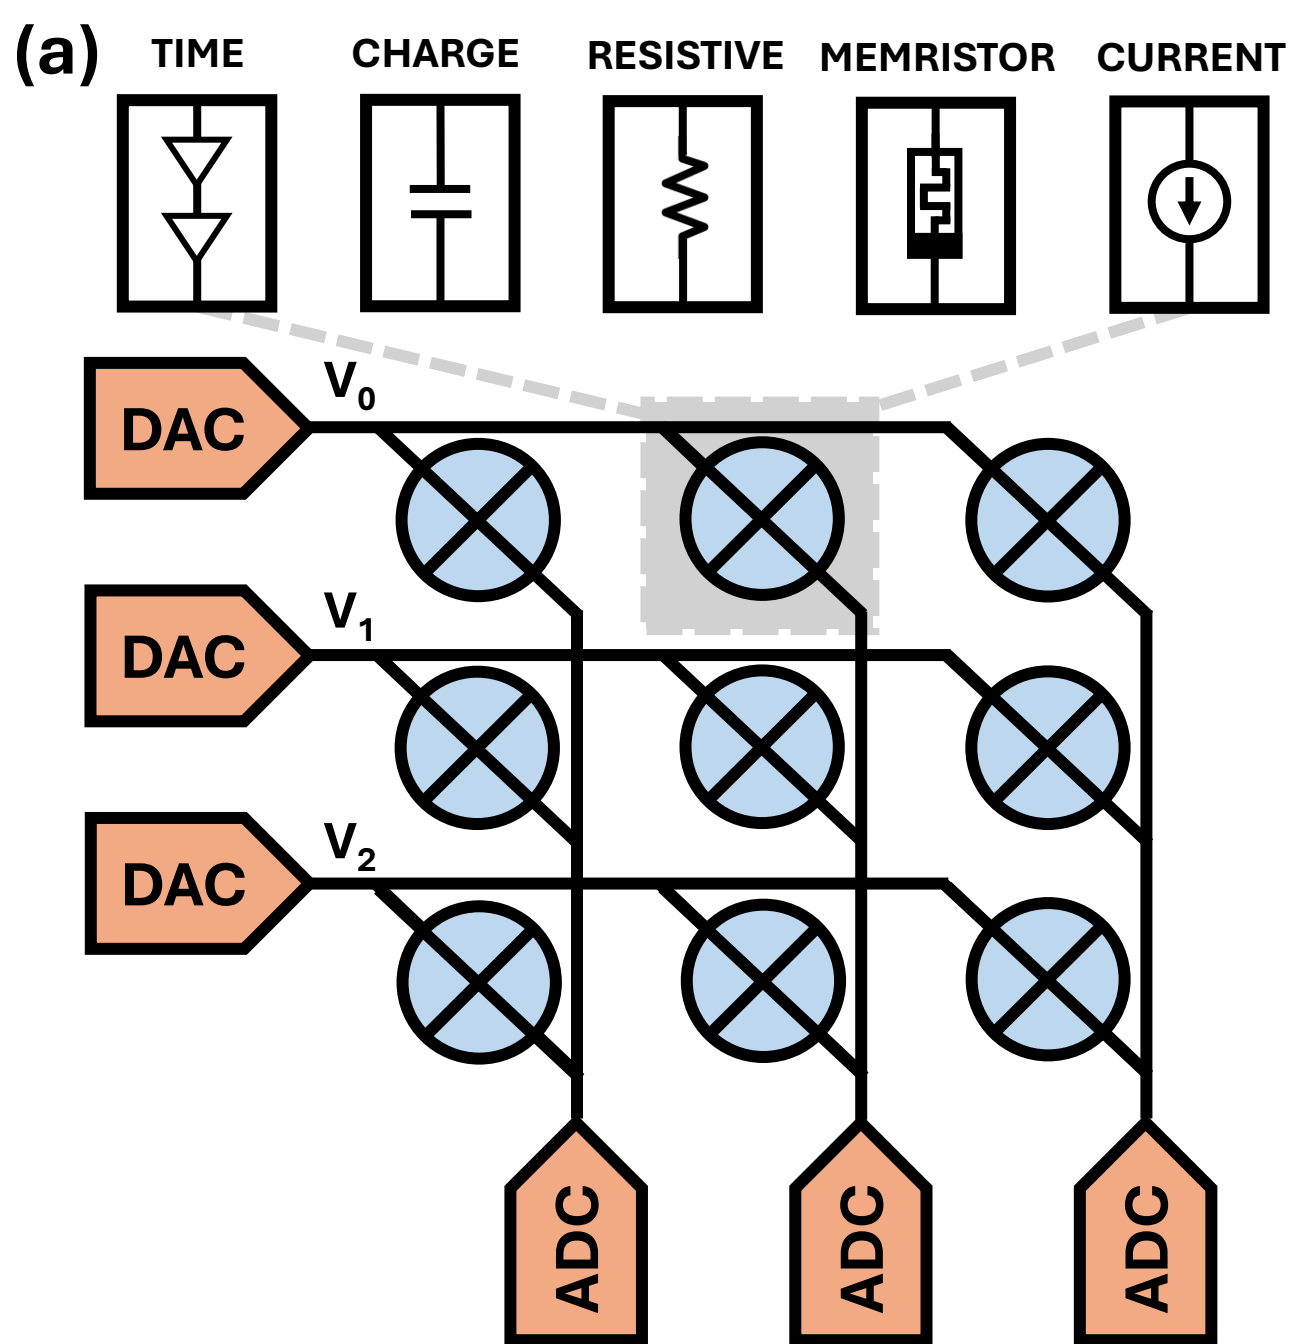 (a) TIME CHARGE RESISTIVE MEMRISTOR CURRENT
V0
DAC
V1
DAC
V2
DAC
ADC ADC ADC